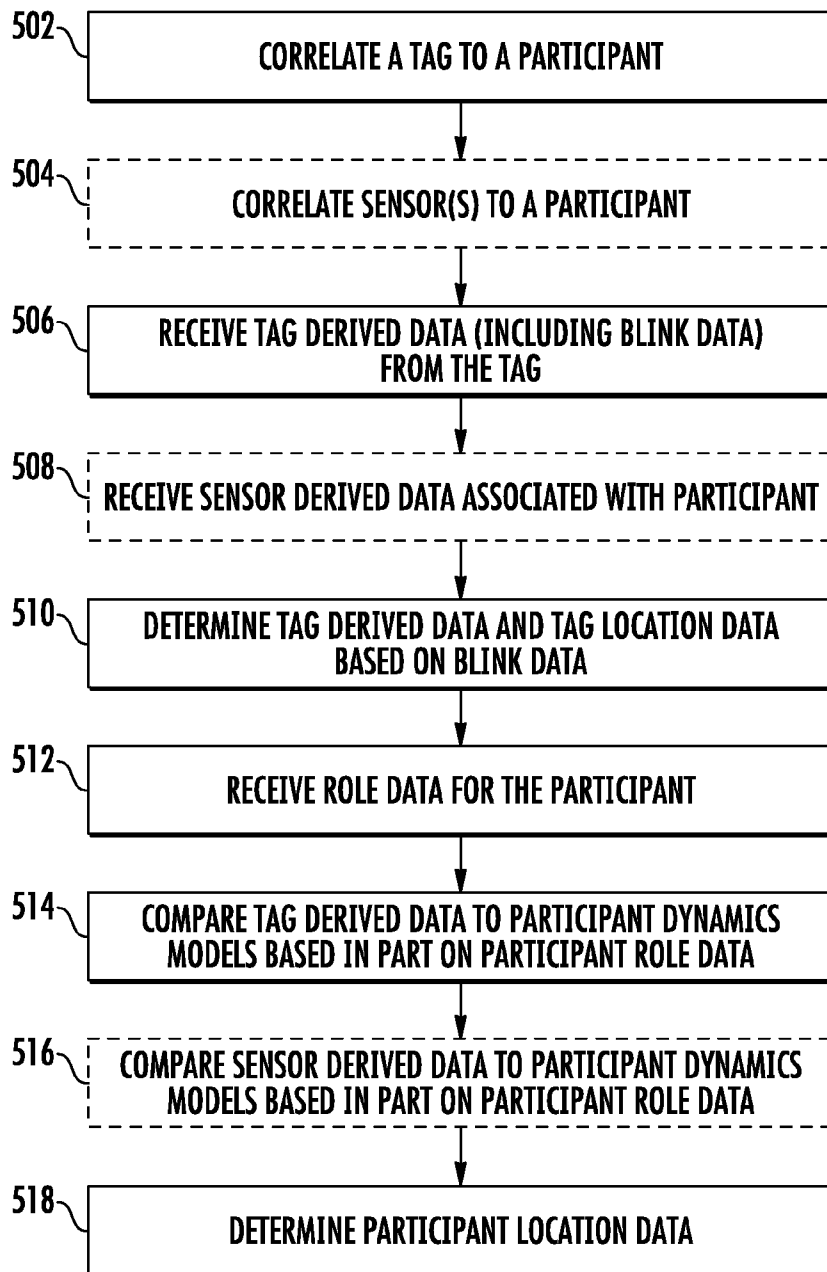 502
CORRELATE A TAG TO A PARTICIPANT
504
CORRELATE SENSOR(S) TO A PARTICIPANT
506
RECEIVE TAG DERIVED DATA (INCLUDING BLINK DATA)
FROM THE TAG
508
RECEIVE SENSOR DERIVED DATA ASSOCIATED WITH PARTICIPANT
510
DETERMINE TAG DERIVED DATA AND TAG LOCATION DATA
BASED ON BLINK DATA
512
RECEIVE ROLE DATA FOR THE PARTICIPANT
514
COMPARE TAG DERIVED DATA TO PARTICIPANT DYNAMICS
MODELS BASED IN PART ON PARTICIPANT ROLE DATA
516
COMPARE SENSOR DERIVED DATA TO PARTICIPANT DYNAMICS
MODELS BASED IN PART ON PARTICIPANT ROLE DATA
518
DETERMINE PARTICIPANT LOCATION DATA